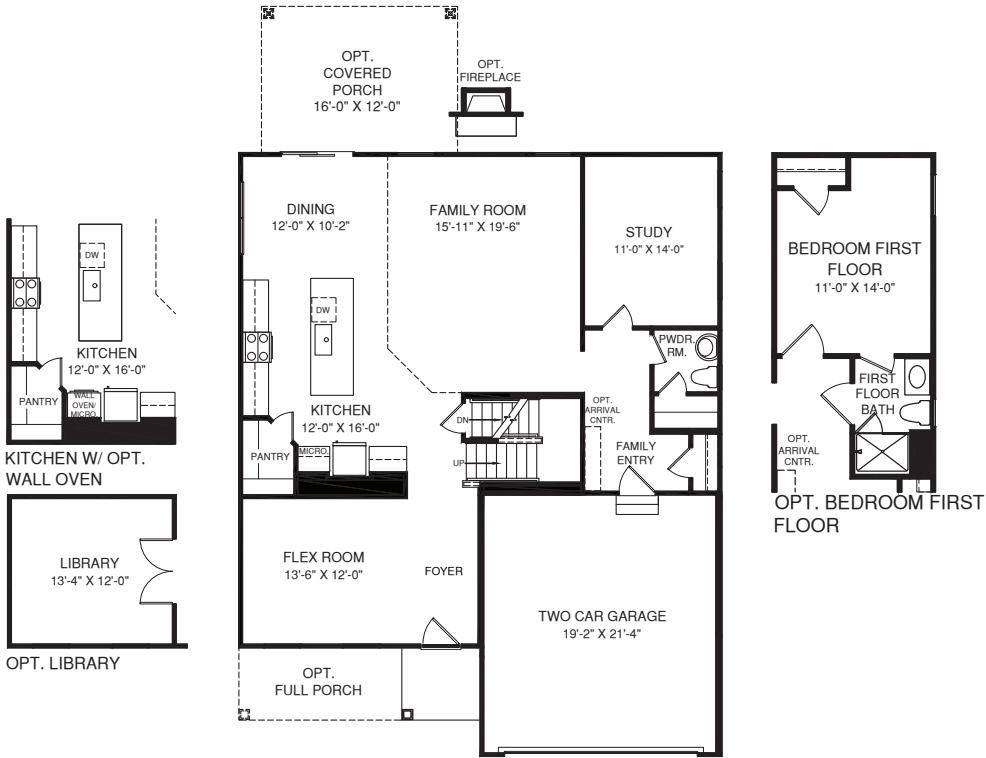 OPT.
COVERED
PORCH
16'-0" X 12'-0"
OPT.
FIREPLACE
DINING
12'-0" X 10'-2"
FAMILY ROOM
15'-11" X 19'-6"
STUDY
11'-0" X 14'-0"
DW
KITCHEN
12'-0" X 16'-0"
PWDR.
RM.
DN
UP
OPT.
ARRIVAL
CNTR.
FAMILY
ENTRY
PANTRY
MICRO.
FLEX ROOM
13'-6" X 12'-0"
FOYER
TWO CAR GARAGE
19'-2" X 21'-4"
OPT.
FULL PORCH
DW
KITCHEN
12'-0" X 16'-0"
PANTRY
WALL
OVEN/
MICRO.
KITCHEN W/ OPT.
WALL OVEN
LIBRARY
13'-4" X 12'-0"
OPT. LIBRARY
BEDROOM FIRST
FLOOR
11'-0" X 14'-0"
FIRST
FLOOR
BATH
OPT.
ARRIVAL
CNTR.
OPT. BEDROOM FIRST
FLOOR